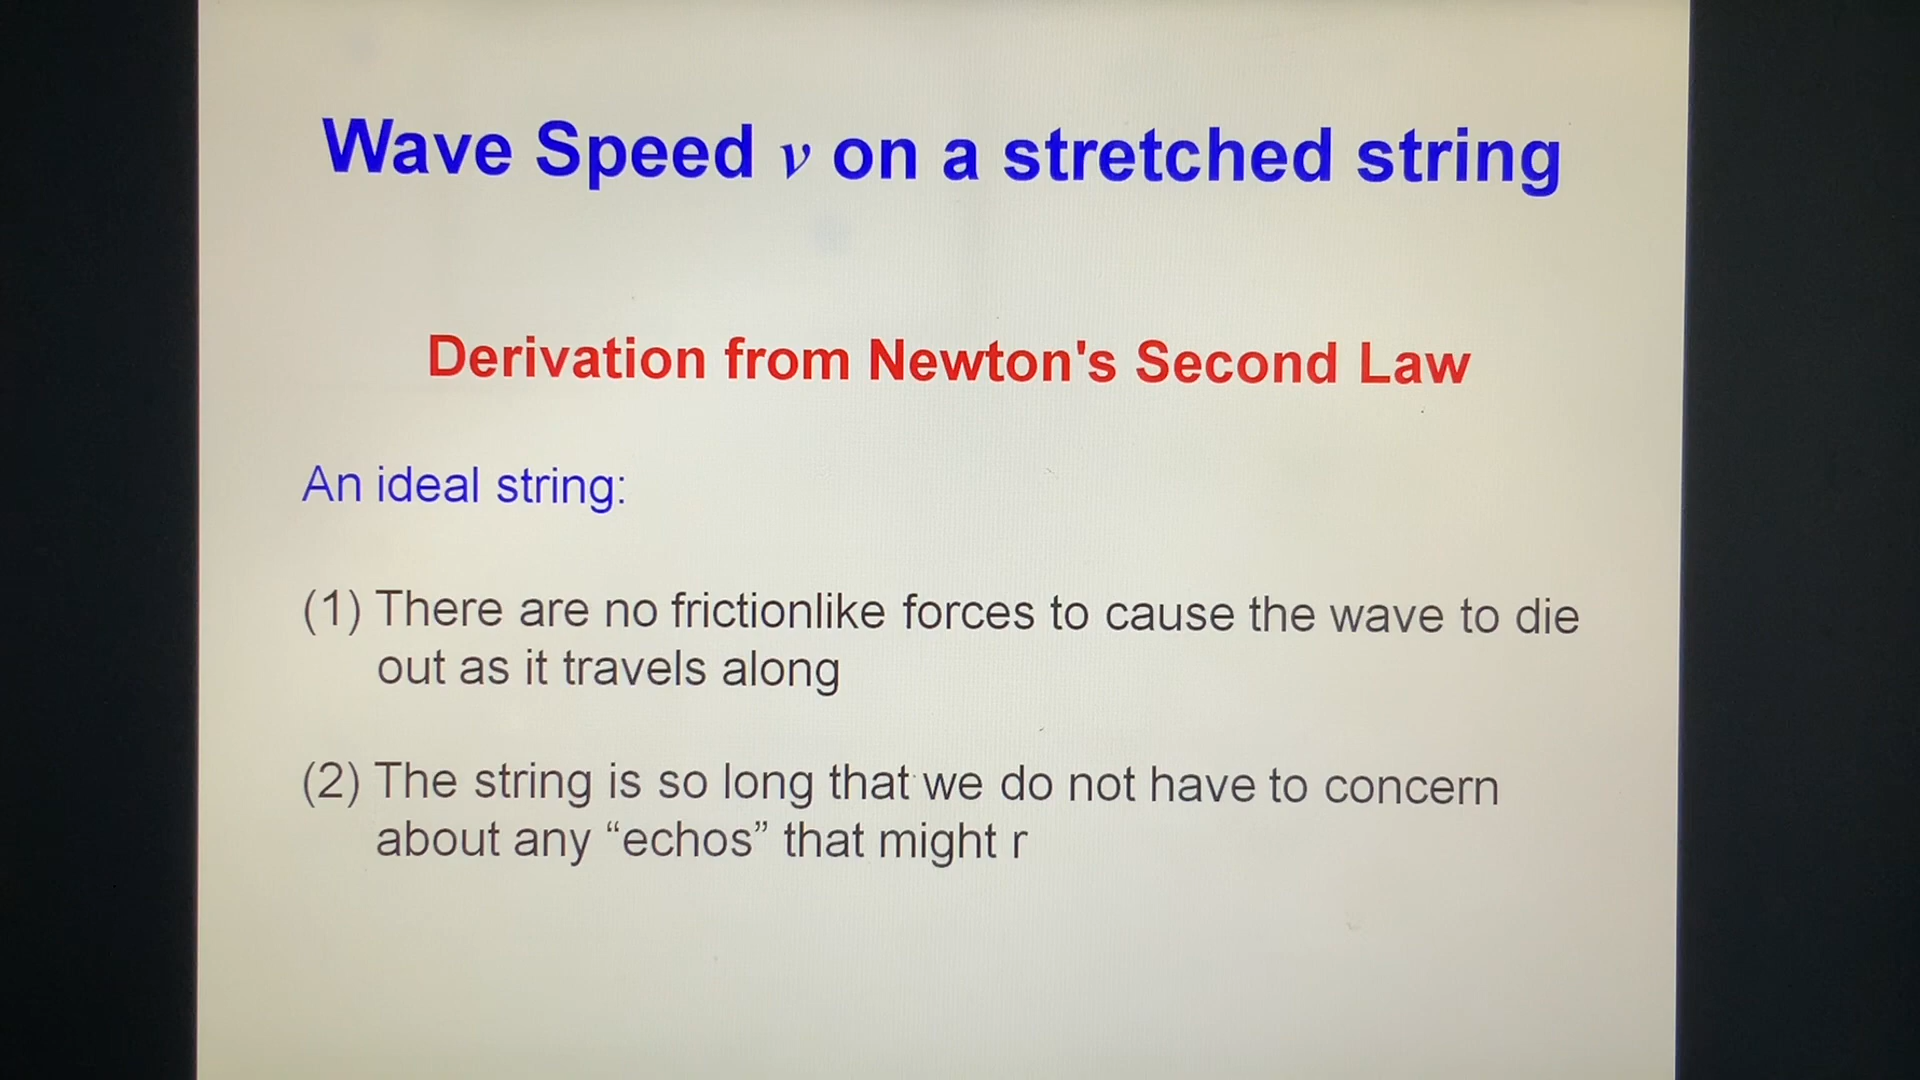 Wave Speed v on a stretched string
Derivation from Newton's Second Law
An ideal string:
(1) There are no frictionlike forces to cause the wave to die
out as it travels along
(2) The string is so long that we do not have to concern
about any “echos” that might r